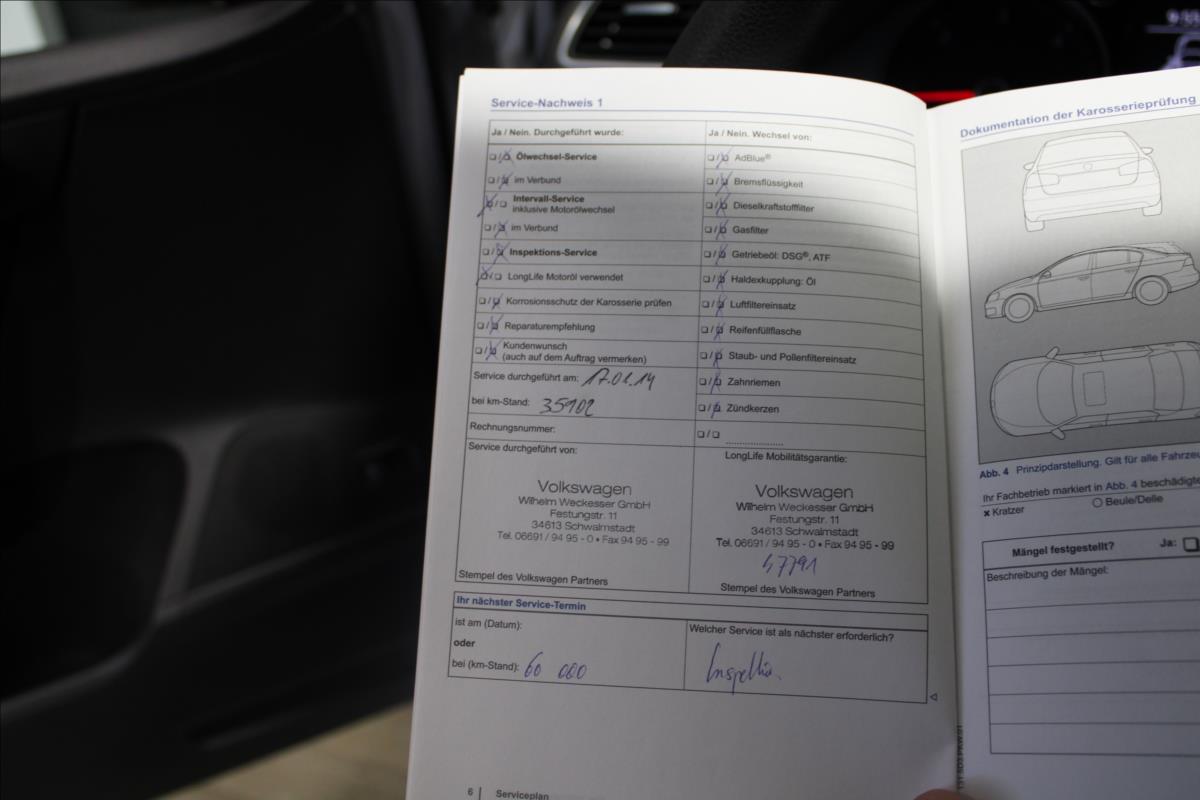 Service-Nachweis 1
Ja / Nein. Durchgeführt wurde:
Ölwechsel-Service
im Verbund
Intervall-Service
inklusive Motorölwechsel
im Verbund
Inspektions-Service
LongLife Motoröl verwendet
Korrosionsschutz der Karosserie prüfen
Reparaturempfehlung
Kundenwunsch
(auch auf dem Auftrag vermerken)
Service durchgeführt am: 17.01.14
bei km-Stand: 35902
Rechnungsnummer:
Service durchgeführt von:
Volkswagen
Wilhelm Weckesser GmbH
Festungstr. 11
34613 Schwalmstadt
Tel. 06691 / 94 95 - 0 • Fax 94 95 - 99
Stempel des Volkswagen Partners
Ja / Nein. Wechsel von:
AdBlue®
Bremsflüssigkeit
Dieselkraftstofffilter
Gasfilter
Getriebeöl: DSG®, ATF
Haldexkupplung: Öl
Luftfiltereinsatz
Reifenfüllflasche
Staub- und Pollenfiltereinsatz
Zahnriemen
Zündkerzen
LongLife Mobilitätsgarantie:
Volkswagen
Wilhelm Weckesser GmbH
Festungstr. 11
34613 Schwalmstadt
Tel. 06691 / 94 95 - 0 • Fax 94 95 - 99
47791
Stempel des Volkswagen Partners
Ihr nächster Service-Termin
ist am (Datum):
oder
bei (km-Stand): 60 000
Welcher Service ist als nächster erforderlich?
Inspektion
6 | Serviceplan
Dokumentation der Karosserieprüfung
Abb. 4 Prinzipdarstellung. Gilt für alle Fahrzeu
Ihr Fachbetrieb markiert in Abb. 4 beschädigte
× Kratzer
Beule/Delle
Mängel festgestellt? Ja:
Beschreibung der Mängel: